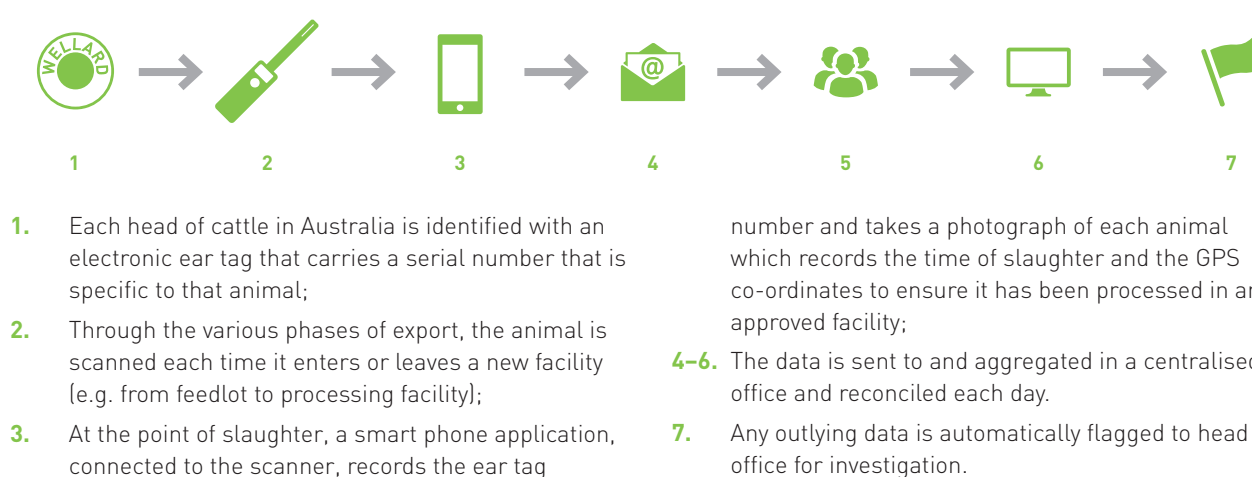 WELLARD
@
1 2 3 4 5 6 7
1. Each head of cattle in Australia is identified with an
electronic ear tag that carries a serial number that is
specific to that animal;
2. Through the various phases of export, the animal is
scanned each time it enters or leaves a new facility
(e.g. from feedlot to processing facility);
3. At the point of slaughter, a smart phone application,
connected to the scanner, records the ear tag
number and takes a photograph of each animal
which records the time of slaughter and the GPS
co-ordinates to ensure it has been processed in an
approved facility;
4–6. The data is sent to and aggregated in a centralised
office and reconciled each day.
7. Any outlying data is automatically flagged to head
office for investigation.